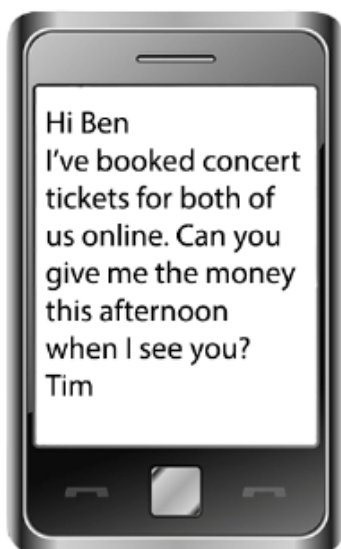 Hi Ben
I've booked concert
tickets for both of
us online. Can you
give me the money
this afternoon
when I see you?
Tim